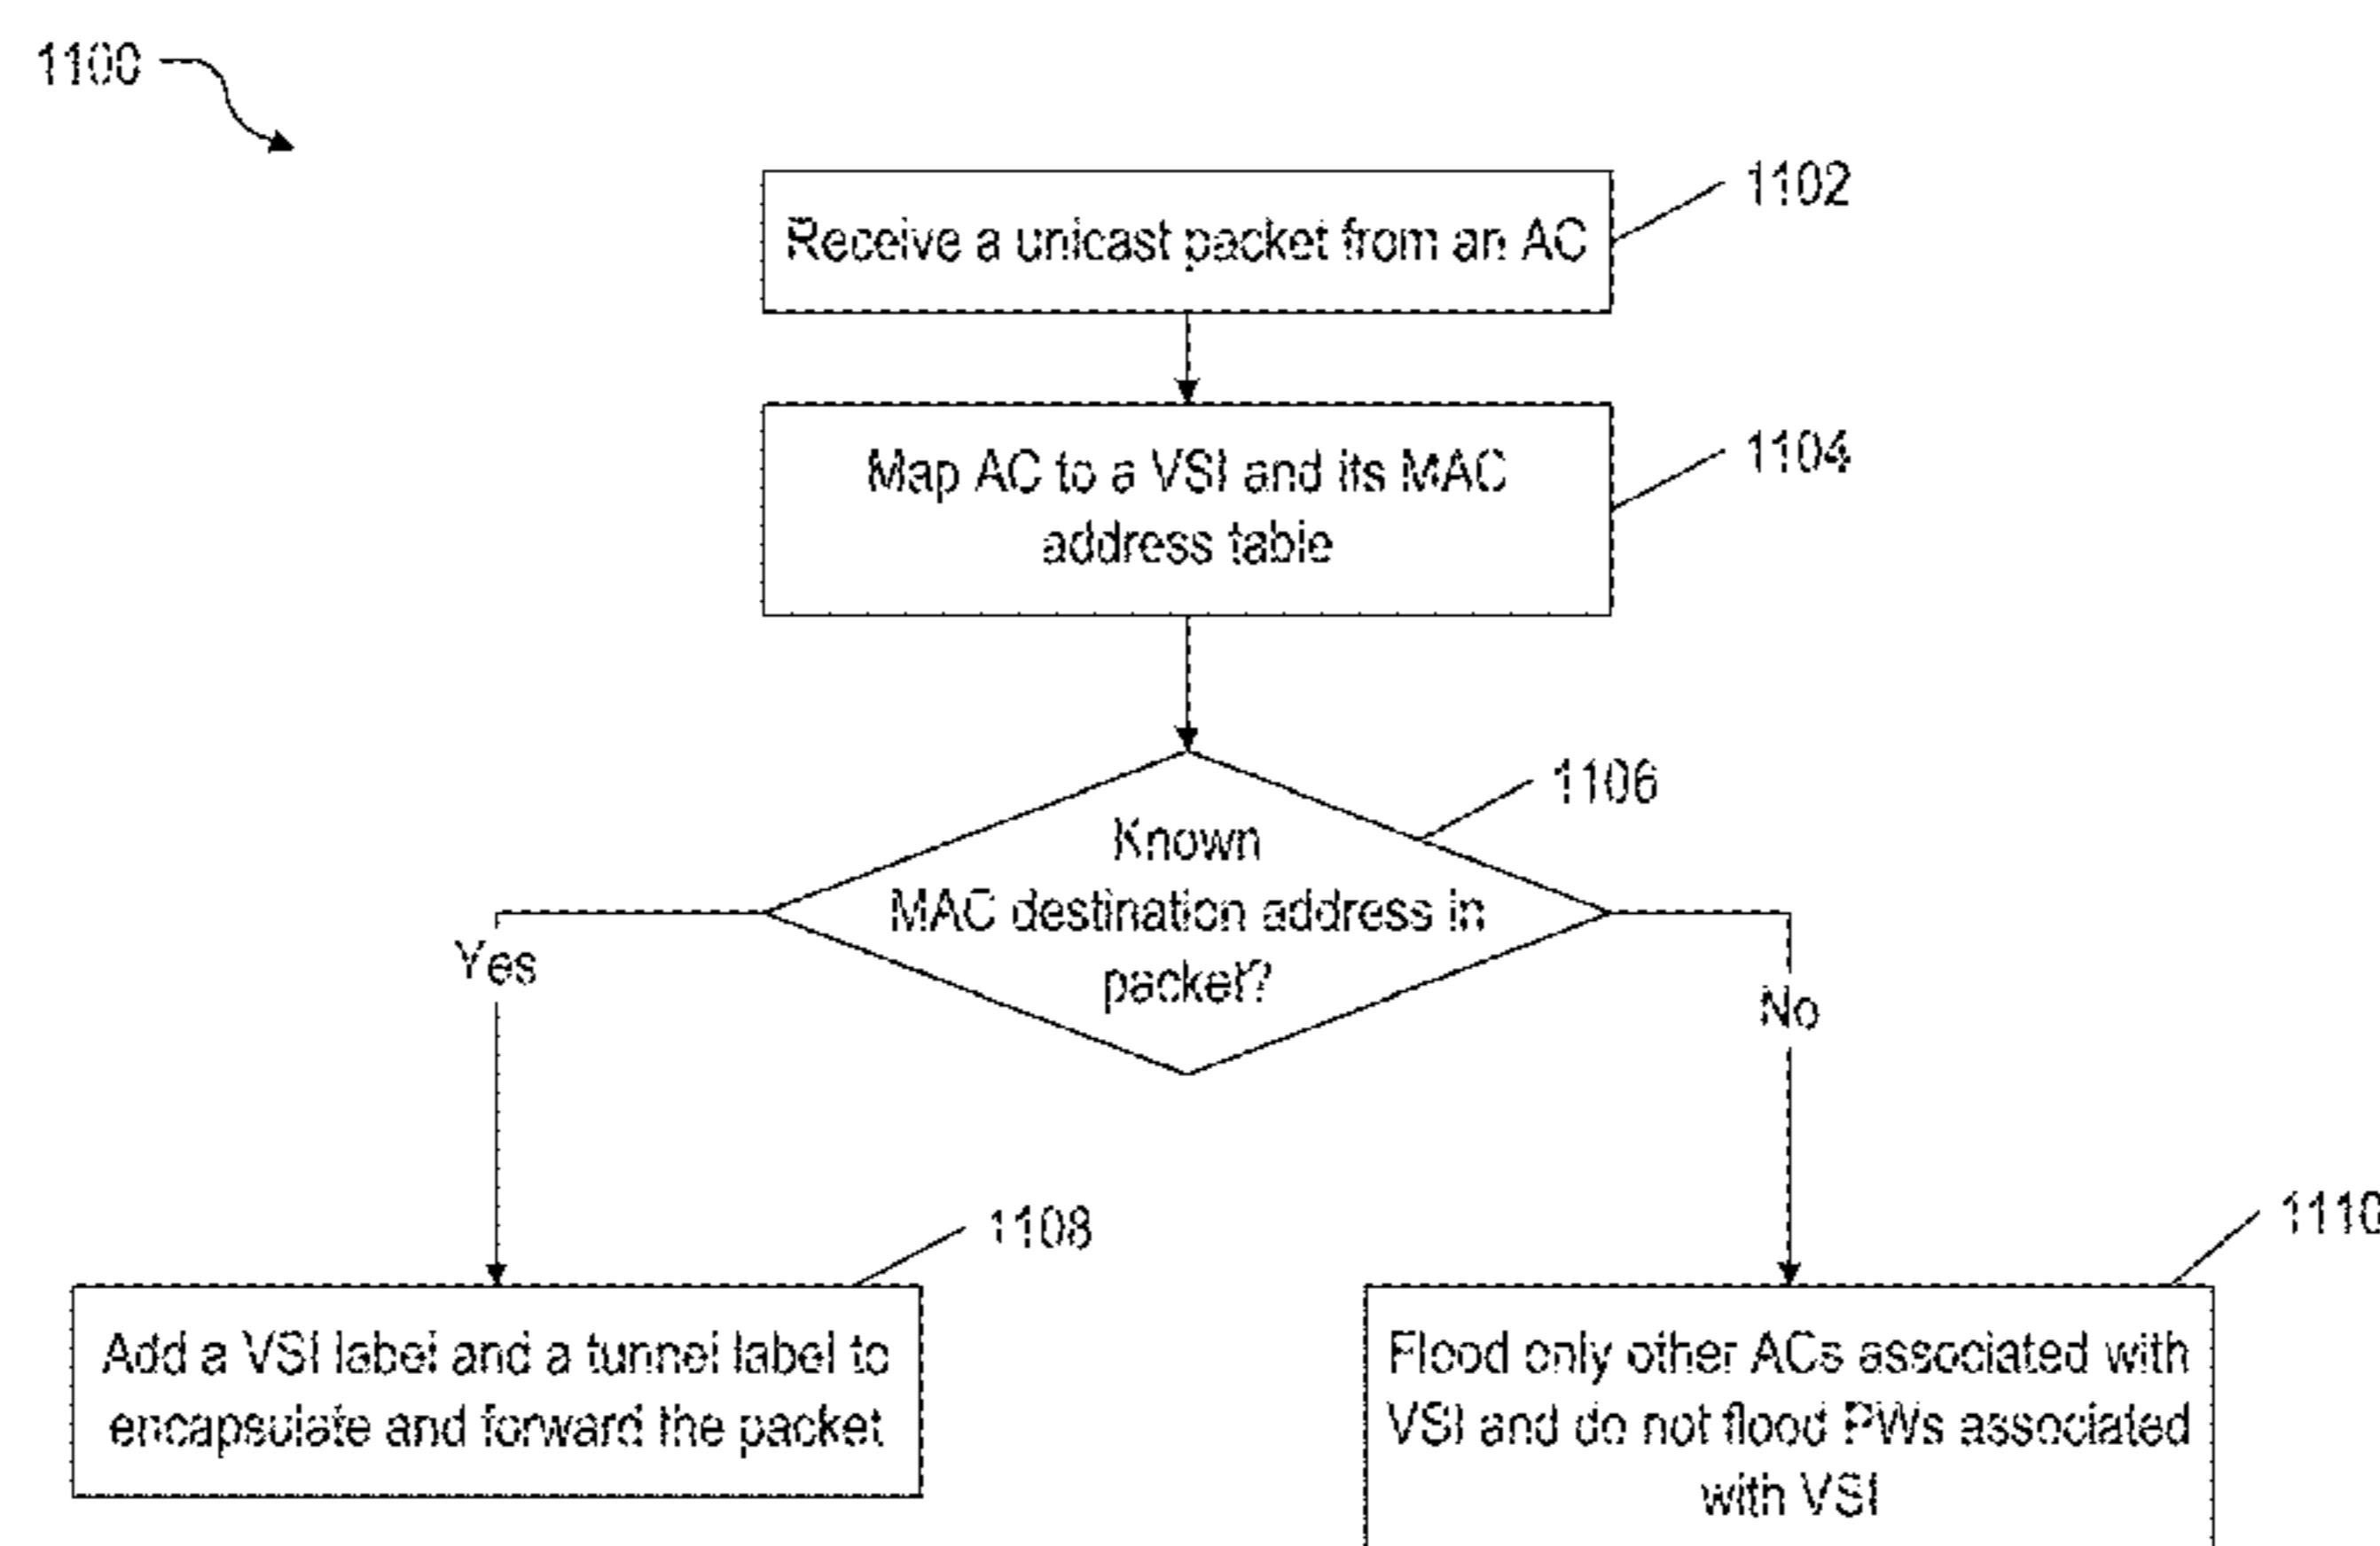 1100
1102
Receive a unicast packet from an AC
1104
Map AC to a VSI and its MAC
address table
1106
Known
MAC destination address in
packet?
Yes
No
1108
1110
Add a VSI label and a tunnel label to
encapsulate and forward the packet
Flood only other ACs associated with
VSI and do not flood PWs associated
with VSI